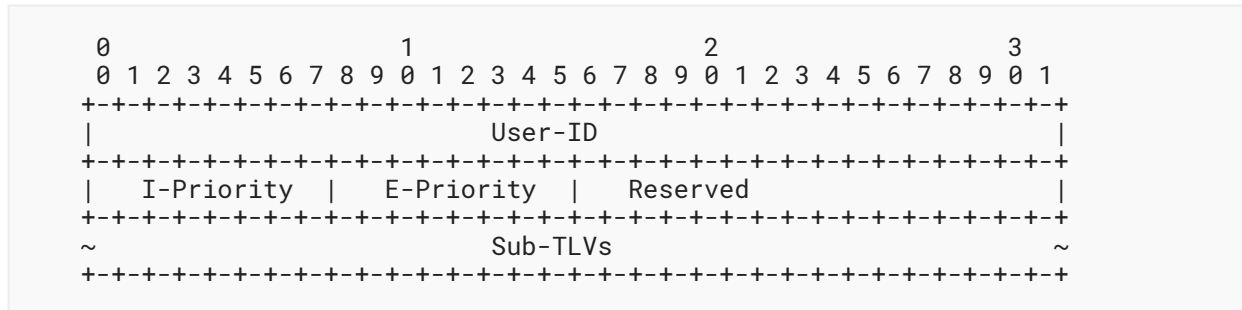 0                   1                   2                   3
 0 1 2 3 4 5 6 7 8 9 0 1 2 3 4 5 6 7 8 9 0 1 2 3 4 5 6 7 8 9 0 1
+-+-+-+-+-+-+-+-+-+-+-+-+-+-+-+-+-+-+-+-+-+-+-+-+-+-+-+-+-+-+-+-+
|                          User-ID                              |
+-+-+-+-+-+-+-+-+-+-+-+-+-+-+-+-+-+-+-+-+-+-+-+-+-+-+-+-+-+-+-+-+
|   I-Priority  |   E-Priority  |   Reserved                    |
+-+-+-+-+-+-+-+-+-+-+-+-+-+-+-+-+-+-+-+-+-+-+-+-+-+-+-+-+-+-+-+-+
~                          Sub-TLVs                             ~
+-+-+-+-+-+-+-+-+-+-+-+-+-+-+-+-+-+-+-+-+-+-+-+-+-+-+-+-+-+-+-+-+